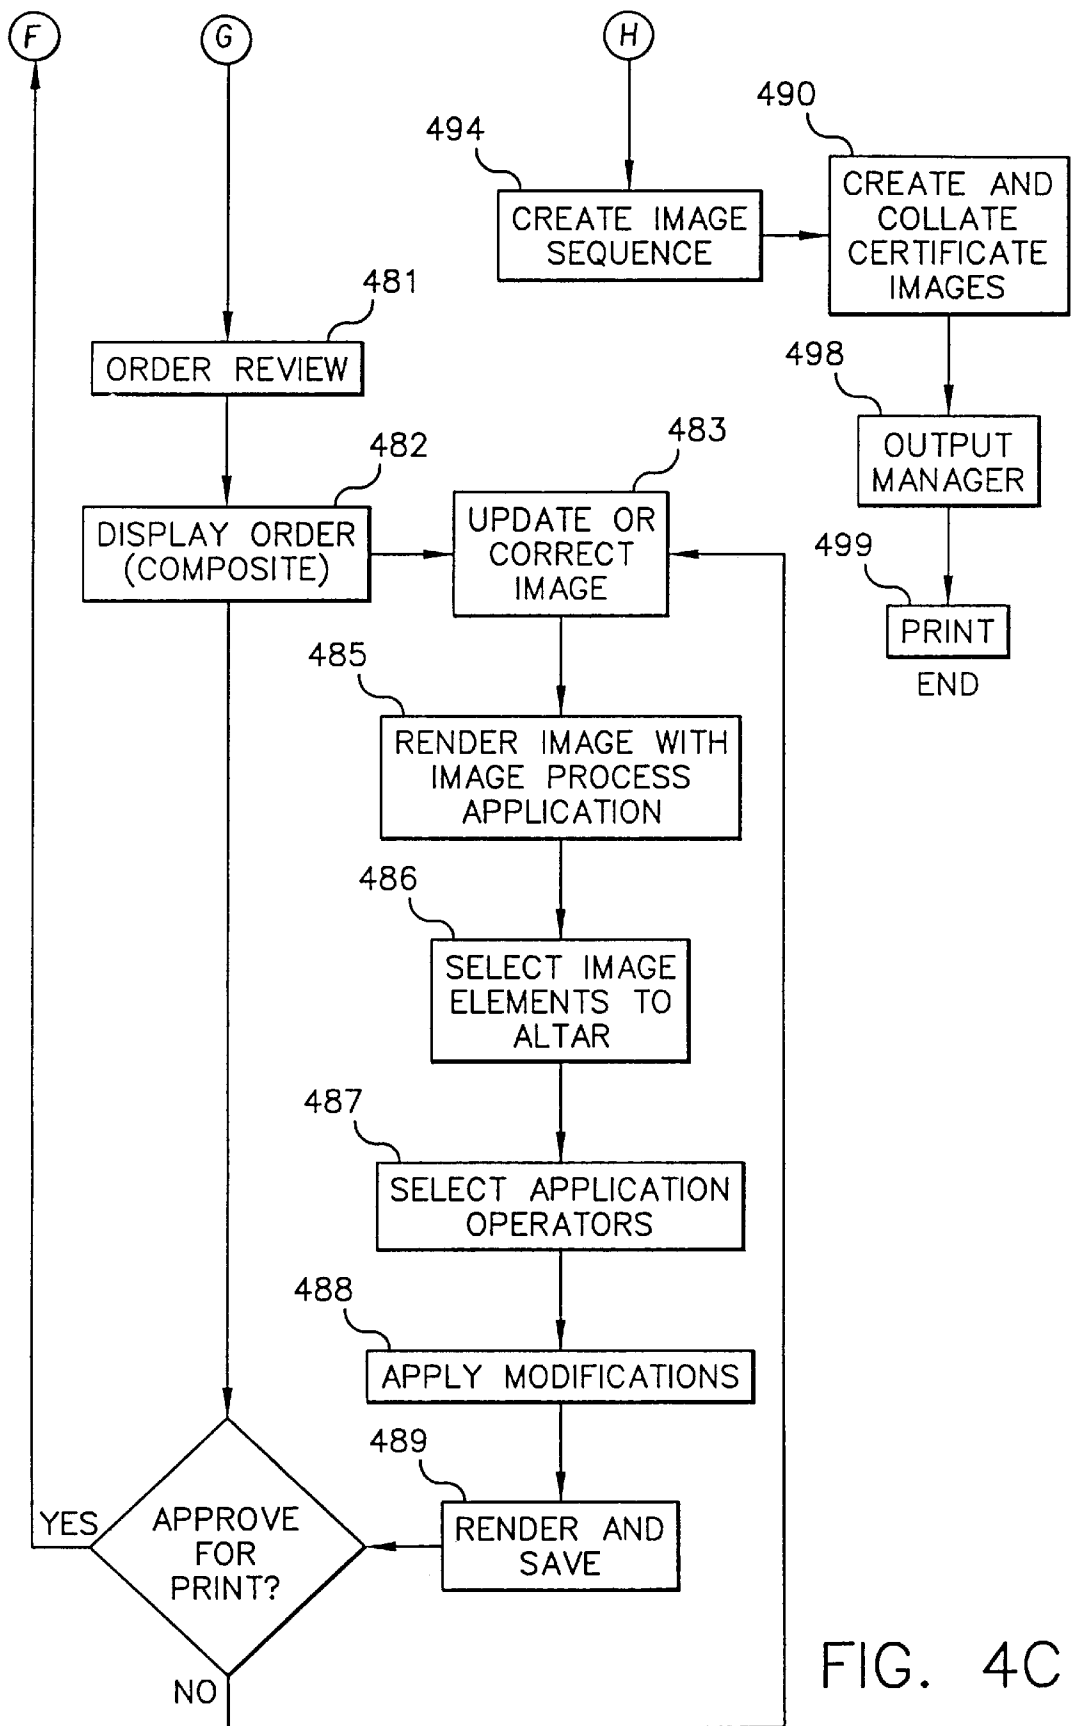 F
G
H
494
CREATE IMAGE
SEQUENCE
490
CREATE AND
COLLATE
CERTIFICATE
IMAGES
481
ORDER REVIEW
498
OUTPUT
MANAGER
482
DISPLAY ORDER
(COMPOSITE)
483
UPDATE OR
CORRECT
IMAGE
499
PRINT
END
485
RENDER IMAGE WITH
IMAGE PROCESS
APPLICATION
486
SELECT IMAGE
ELEMENTS TO
ALTAR
487
SELECT APPLICATION
OPERATORS
488
APPLY MODIFICATIONS
489
RENDER AND
SAVE
YES
APPROVE
FOR
PRINT?
NO
FIG. 4C